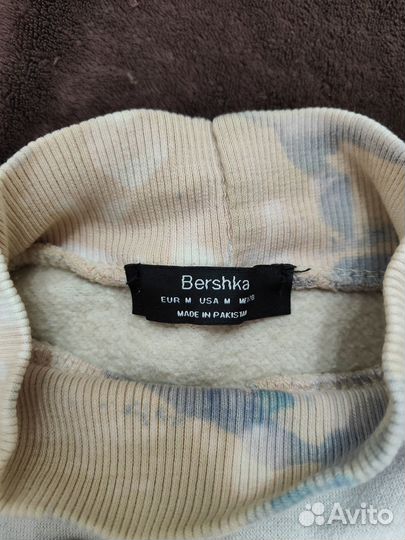 Bershka
EUR M USA M
MADE IN PAKISTAN
Avito